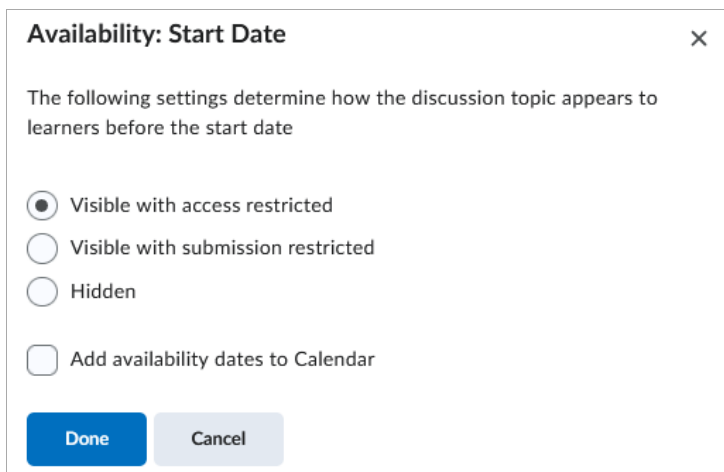 Availability: Start Date
The following settings determine how the discussion topic appears to
learners before the start date
Visible with access restricted
Visible with submission restricted
Hidden
Add availability dates to Calendar
Done Cancel